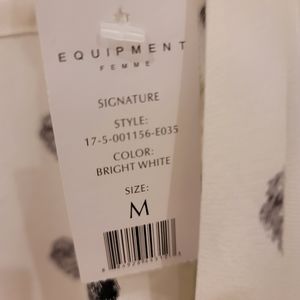 EQUIPMENT
FEMME
SIGNATURE
STYLE:
17-5-001156-E035
COLOR:
BRIGHT WHITE
SIZE:
M